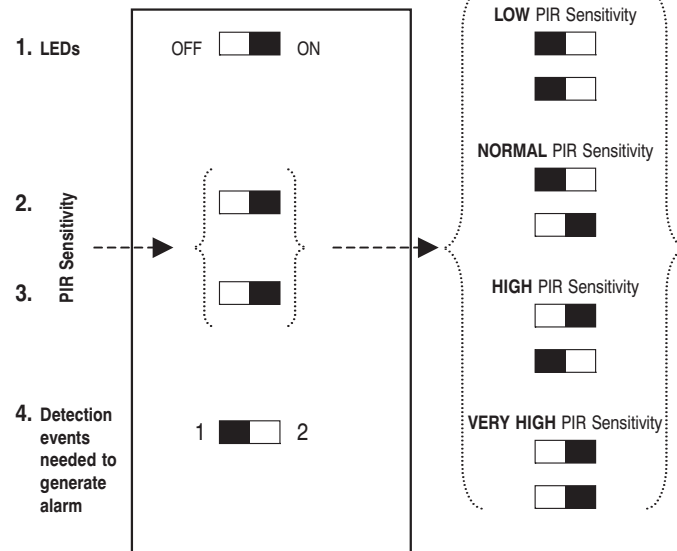 1. LEDs
OFF ON
2.
PIR Sensitivity
3.
4. Detection
events
needed to
generate
alarm
1 2
LOW PIR Sensitivity
NORMAL PIR Sensitivity
HIGH PIR Sensitivity
VERY HIGH PIR Sensitivity